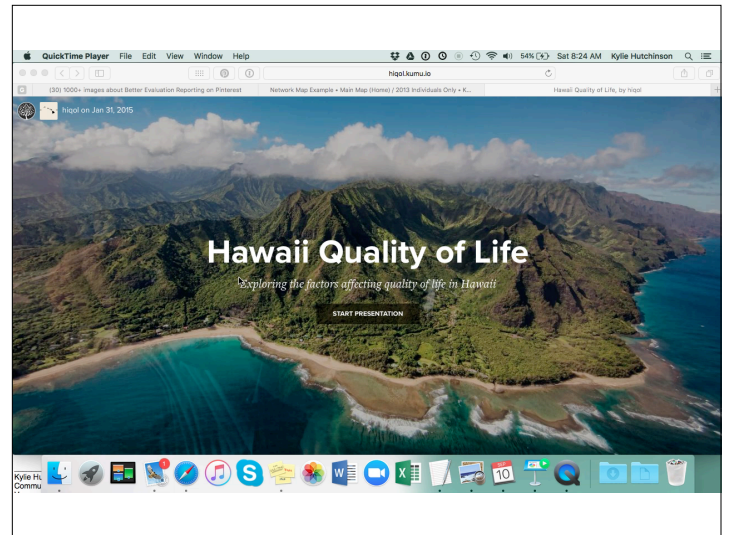 QuickTime Player File Edit View Window Help 54% Sat 8:24 AM Kylie Hutchinson
hiqol.kumu.io
(30) 1000+ images about Better Evaluation Reporting on Pinterest Network Map Example • Main Map (Home) / 2013 Individuals Only • K... Hawaii Quality of Life, by hiqol
hiqol on Jan 31, 2015
Hawaii Quality of Life
Exploring the factors affecting quality of life in Hawaii
START PRESENTATION
Kylie Hu
Commu
1
10